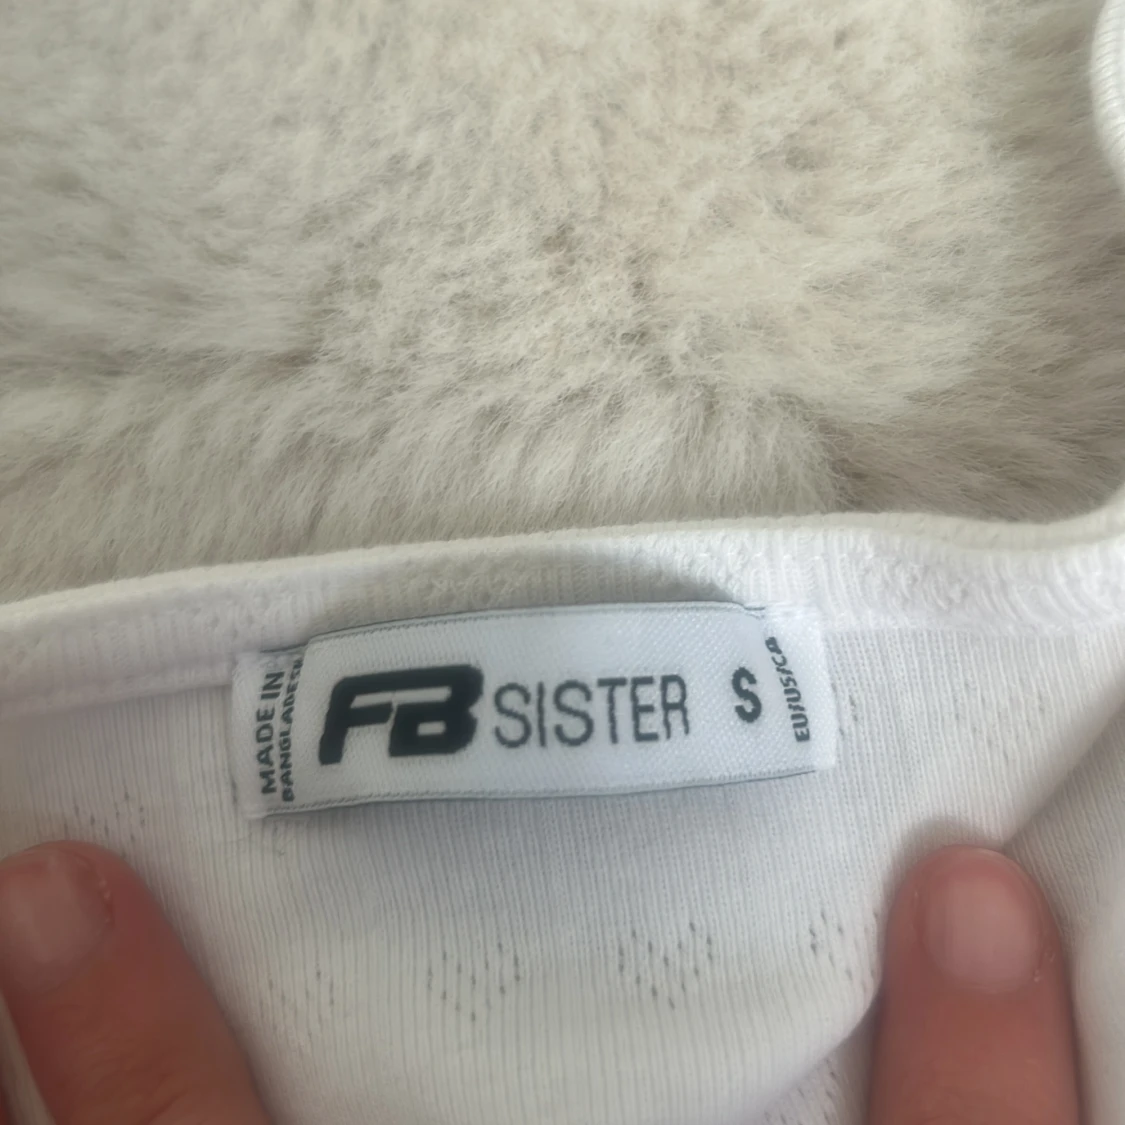 MADE IN
BANGLADESH
FB SISTER
S
EU/US/CA